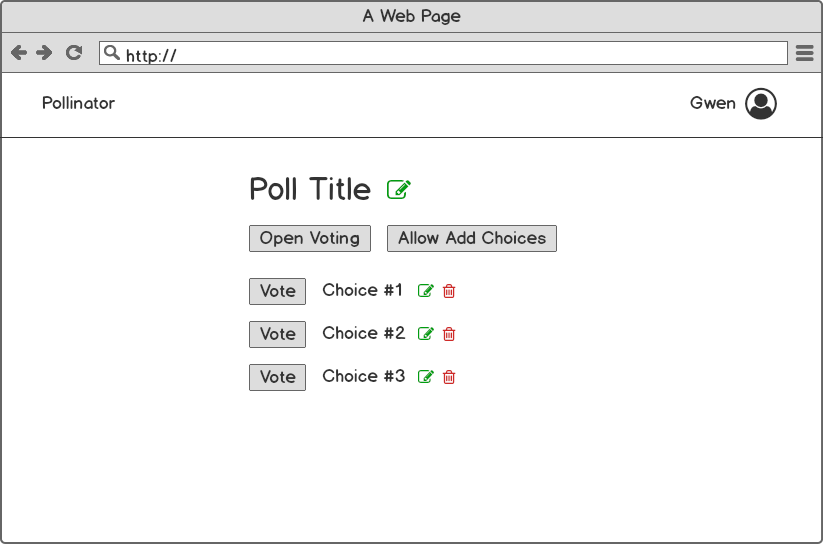 A Web Page
http://
Pollinator Gwen
Poll Title
Open Voting Allow Add Choices
Vote Choice #1
Vote Choice #2
Vote Choice #3